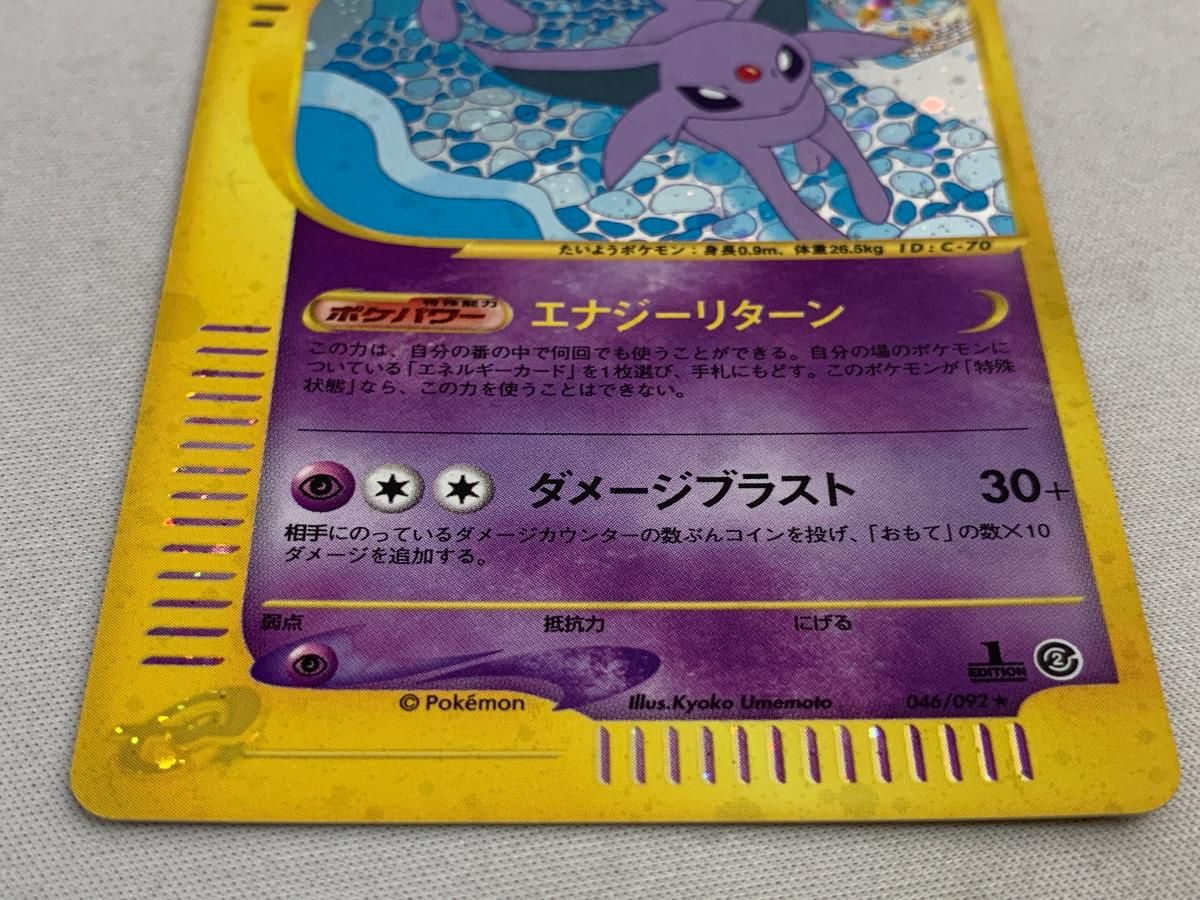 たいようポケモン：身長0.9m、体重26.5kg ID：C-70
特殊能力
ポケパワー エナジーリターン
この力は、自分の番の中で何回でも使うことができる。自分の場のポケモンに
ついている「エネルギーカード」を1枚選び、手札にもどす。このポケモンが「特殊
状態」なら、この力を使うことはできない。
ダメージブラスト 30+
相手にのっているダメージカウンターの数ぶんコインを投げ、「おもて」の数×10
ダメージを追加する。
弱点 抵抗力 にげる
1 EDITION 2
© Pokémon Illus.Kyoko Umemoto 046/092 ★